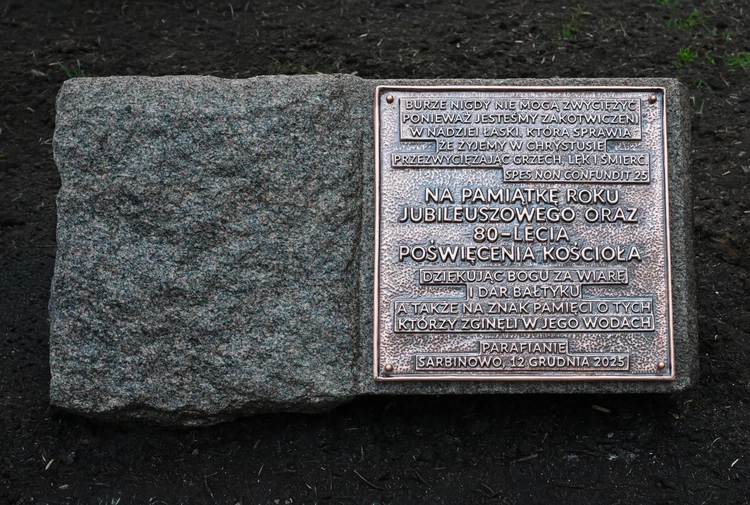 BURZE NIGDY NIE MOGĄ ZWYCIĘŻYĆ
PONIEWAŻ JESTEŚMY ZAKOTWICZENI
W NADZIEI ŁASKI, KTÓRA SPRAWIA
ŻE ŻYJEMY W CHRYSTUSIE
PRZEZWYCIĘŻAJĄC GRZECH, LĘK I ŚMIERĆ
SPES NON CONFUNDIT 25
NA PAMIĄTKĘ ROKU
JUBILEUSZOWEGO ORAZ
80-LECIA
POŚWIĘCENIA KOŚCIOŁA
DZIĘKUJĄC BOGU ZA WIARĘ
I DAR BAŁTYKU
A TAKŻE NA ZNAK PAMIĘCI O TYCH
KTÓRZY ZGINĘLI W JEGO WODACH
PARAFIANIE
SARBINOWO, 12 GRUDNIA 2025